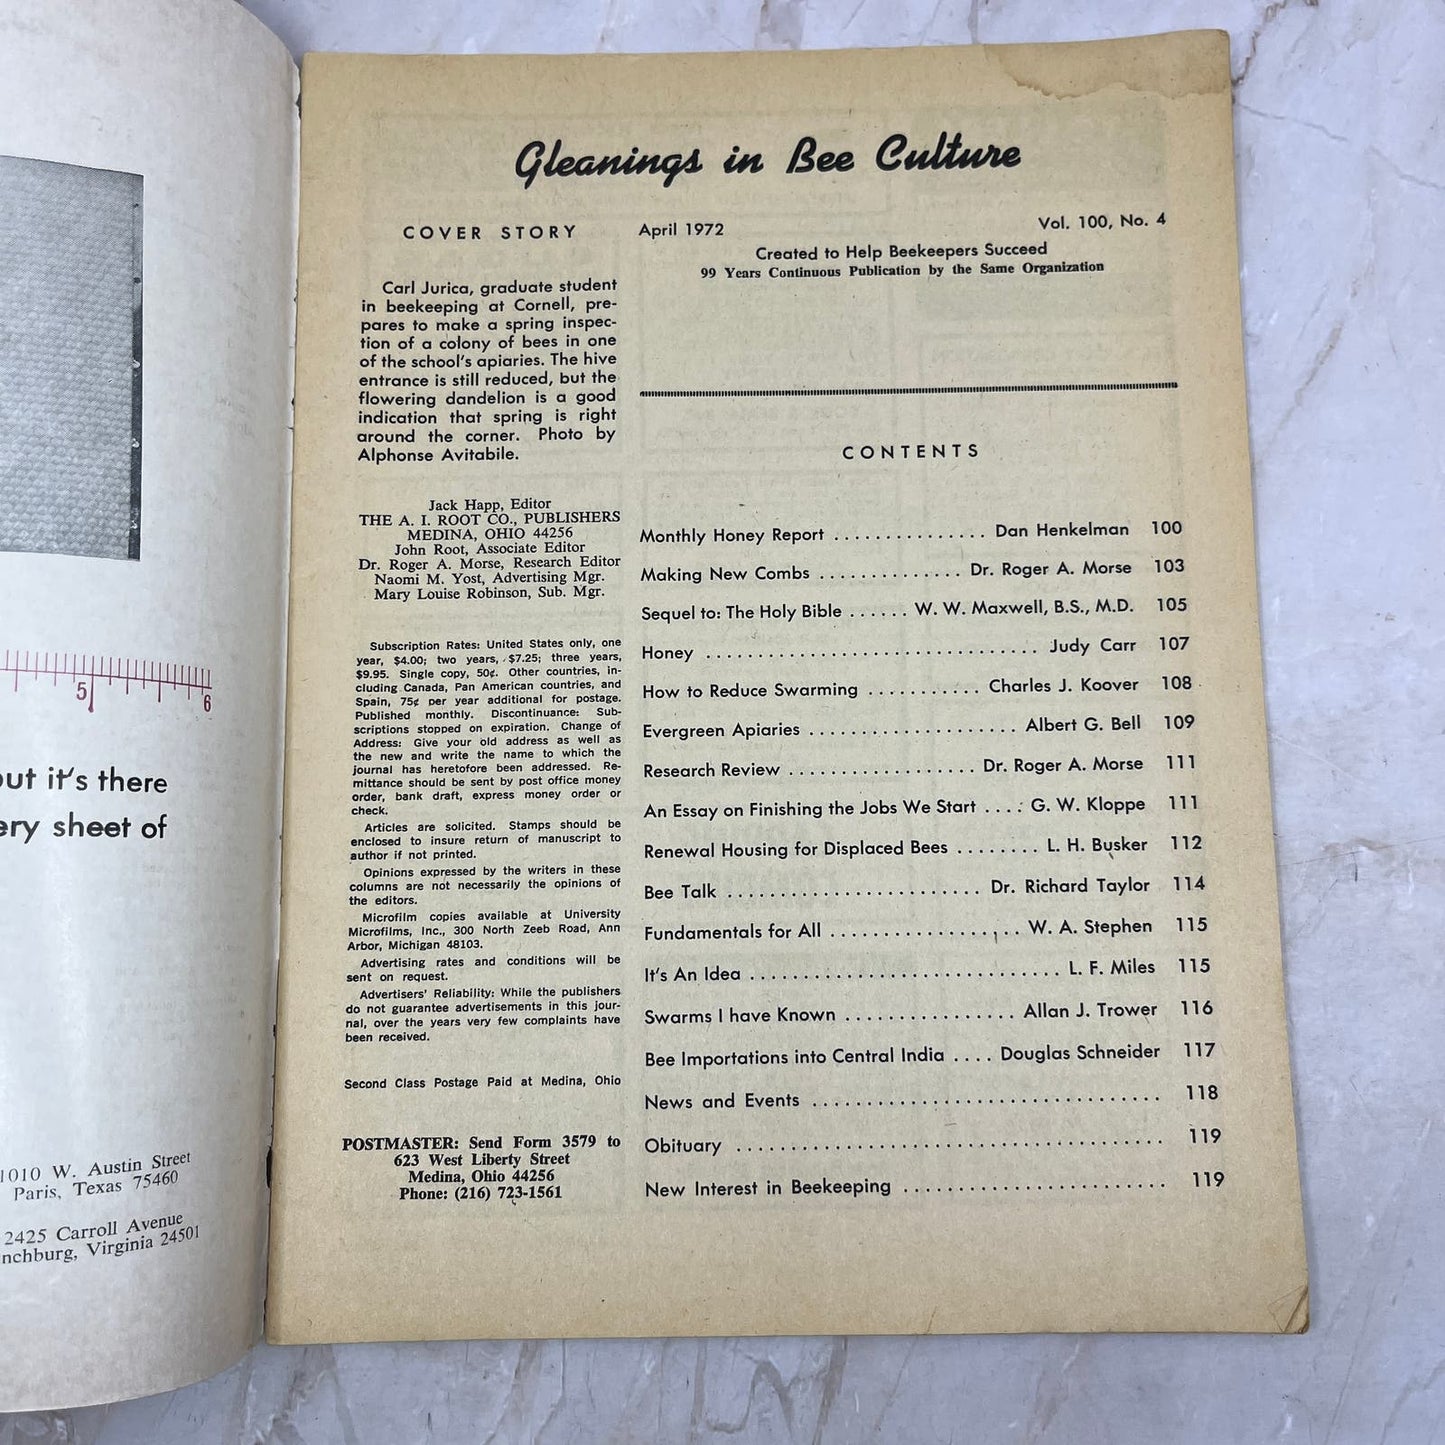 5
6
but it's there
ery sheet of
1010 W. Austin Street
Paris, Texas 75460
2425 Carroll Avenue
nchburg, Virginia 24501
Gleanings in Bee Culture
COVER STORY
Carl Jurica, graduate student
in beekeeping at Cornell, pre-
pares to make a spring inspec-
tion of a colony of bees in one
of the school's apiaries. The hive
entrance is still reduced, but the
flowering dandelion is a good
indication that spring is right
around the corner. Photo by
Alphonse Avitabile.
Jack Happ, Editor
THE A. I. ROOT CO., PUBLISHERS
MEDINA, OHIO 44256
John Root, Associate Editor
Dr. Roger A. Morse, Research Editor
Naomi M. Yost, Advertising Mgr.
Mary Louise Robinson, Sub. Mgr.
Subscription Rates: United States only, one
year, $4.00; two years, $7.25; three years,
$9.95. Single copy, 50¢. Other countries, in-
cluding Canada, Pan American countries, and
Spain, 75¢ per year additional for postage.
Published monthly. Discontinuance: Sub-
scriptions stopped on expiration. Change of
Address: Give your old address as well as
the new and write the name to which the
journal has heretofore been addressed. Re-
mittance should be sent by post office money
order, bank draft, express money order or
check.
Articles are solicited. Stamps should be
enclosed to insure return of manuscript to
author if not printed.
Opinions expressed by the writers in these
columns are not necessarily the opinions of
the editors.
Microfilm copies available at University
Microfilms, Inc., 300 North Zeeb Road, Ann
Arbor, Michigan 48103.
Advertising rates and conditions will be
sent on request.
Advertisers' Reliability: While the publishers
do not guarantee advertisements in this jour-
nal, over the years very few complaints have
been received.
Second Class Postage Paid at Medina, Ohio
POSTMASTER: Send Form 3579 to
623 West Liberty Street
Medina, Ohio 44256
Phone: (216) 723-1561
April 1972 Vol. 100, No. 4
Created to Help Beekeepers Succeed
99 Years Continuous Publication by the Same Organization
CONTENTS
Monthly Honey Report ............... Dan Henkelman 100
Making New Combs .............. Dr. Roger A. Morse 103
Sequel to: The Holy Bible ...... W. W. Maxwell, B.S., M.D. 105
Honey ................................ Judy Carr 107
How to Reduce Swarming ........... Charles J. Koover 108
Evergreen Apiaries ..................... Albert G. Bell 109
Research Review .................. Dr. Roger A. Morse 111
An Essay on Finishing the Jobs We Start .... G. W. Kloppe 111
Renewal Housing for Displaced Bees ........ L. H. Busker 112
Bee Talk ......................... Dr. Richard Taylor 114
Fundamentals for All .................. W. A. Stephen 115
It's An Idea .............................. L. F. Miles 115
Swarms I have Known ................ Allan J. Trower 116
Bee Importations into Central India .... Douglas Schneider 117
News and Events ................................ 118
Obituary ....................................... 119
New Interest in Beekeeping ........................ 119